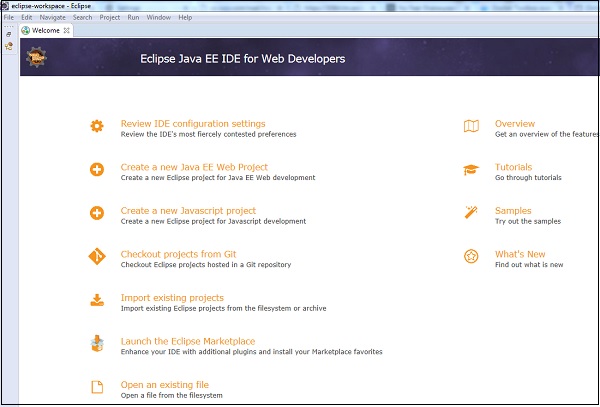 eclipse-workspace - Eclipse
File Edit Navigate Search Project Run Window Help
Welcome
Eclipse Java EE IDE for Web Developers
Review IDE configuration settings
Review the IDE's most fiercely contested preferences
Overview
Get an overview of the features
Create a new Java EE Web Project
Create a new Eclipse project for Java EE Web development
Tutorials
Go through tutorials
Create a new Javascript project
Create a new Eclipse project for Javascript development
Samples
Try out the samples
Checkout projects from Git
Checkout Eclipse projects hosted in a Git repository
What's New
Find out what is new
Import existing projects
Import existing Eclipse projects from the filesystem or archive
Launch the Eclipse Marketplace
Enhance your IDE with additional plugins and install your Marketplace favorites
Open an existing file
Open a file from the filesystem